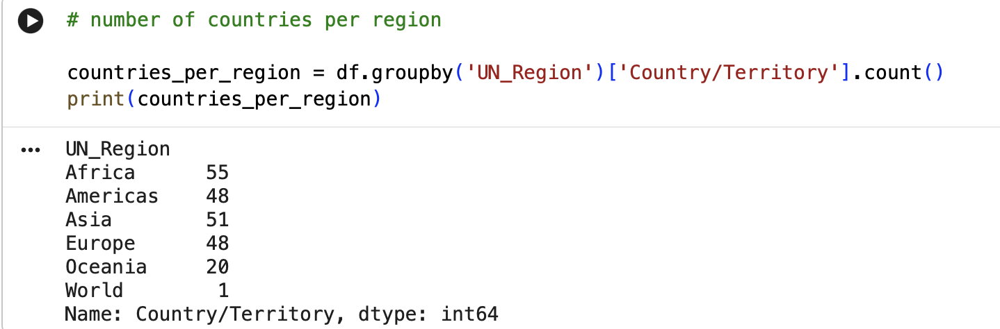 # number of countries per region
countries_per_region = df.groupby('UN_Region')['Country/Territory'].count()
print(countries_per_region)
UN_Region
Africa      55
Americas    48
Asia        51
Europe      48
Oceania     20
World        1
Name: Country/Territory, dtype: int64